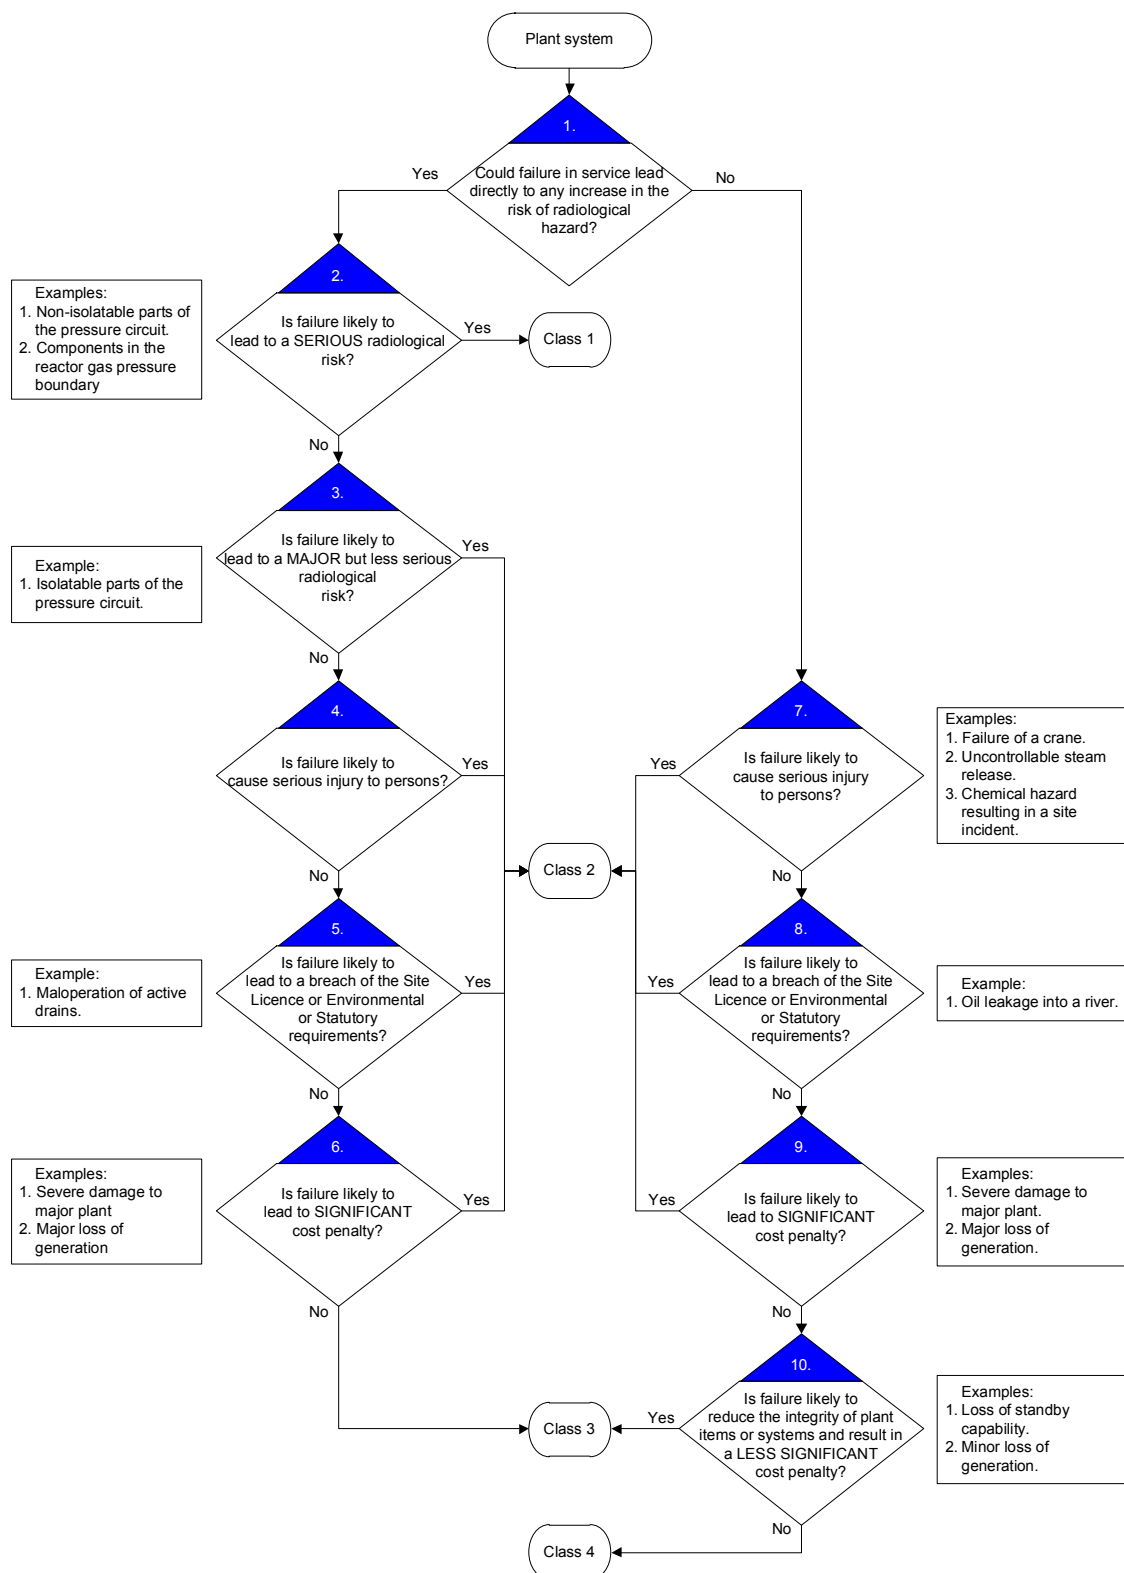 Plant system
1.
Could failure in service lead
directly to any increase in the
risk of radiological
hazard?
Yes
No
2.
Is failure likely to
lead to a SERIOUS radiological
risk?
Yes
Class 1
No
Examples:
1. Non-isolatable parts of
the pressure circuit.
2. Components in the
reactor gas pressure
boundary
3.
Is failure likely to
lead to a MAJOR but less serious
radiological
risk?
Yes
No
Example:
1. Isolatable parts of the
pressure circuit.
4.
Is failure likely to
cause serious injury to persons?
Yes
No
7.
Is failure likely to
cause serious injury
to persons?
Yes
No
Examples:
1. Failure of a crane.
2. Uncontrollable steam
release.
3. Chemical hazard
resulting in a site
incident.
Class 2
5.
Is failure likely to
lead to a breach of the Site
Licence or Environmental
or Statutory
requirements?
Yes
No
Example:
1. Maloperation of active
drains.
8.
Is failure likely to
lead to a breach of the Site
Licence or Environmental
or Statutory
requirements?
Yes
No
Example:
1. Oil leakage into a river.
6.
Is failure likely to
lead to SIGNIFICANT
cost penalty?
Yes
No
Examples:
1. Severe damage to
major plant
2. Major loss of
generation
9.
Is failure likely to
lead to SIGNIFICANT
cost penalty?
Yes
No
Examples:
1. Severe damage to
major plant.
2. Major loss of
generation.
10.
Is failure likely to
reduce the integrity of plant
items or systems and result in
a LESS SIGNIFICANT
cost penalty?
Yes
No
Examples:
1. Loss of standby
capability.
2. Minor loss of
generation.
Class 3
Class 4